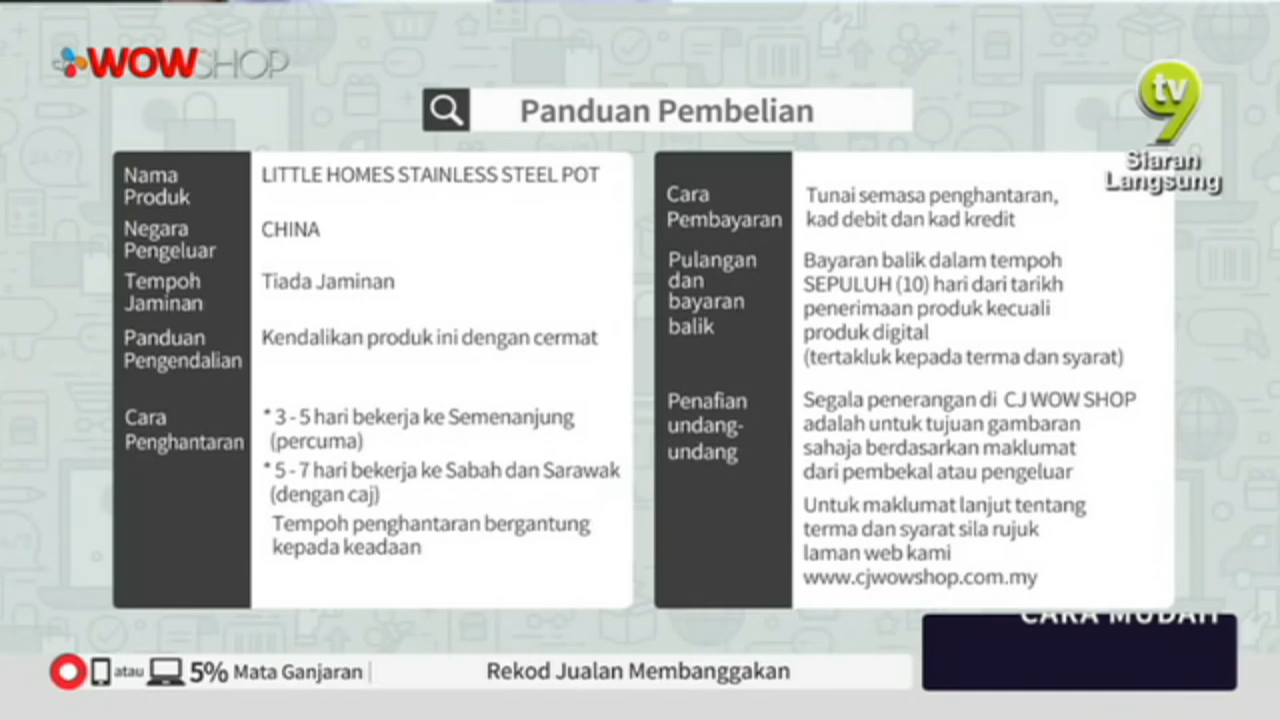 WOWSHOP
Panduan Pembelian
tv
9
Siaran
Langsung
Nama
Produk
LITTLE HOMES STAINLESS STEEL POT
Negara
Pengeluar
CHINA
Tempoh
Jaminan
Tiada Jaminan
Panduan
Pengendalian
Kendalikan produk ini dengan cermat
Cara
Penghantaran
* 3 - 5 hari bekerja ke Semenanjung
(percuma)
* 5 - 7 hari bekerja ke Sabah dan Sarawak
(dengan caj)
Tempoh penghantaran bergantung
kepada keadaan
Cara
Pembayaran
Tunai semasa penghantaran,
kad debit dan kad kredit
Pulangan
dan
bayaran
balik
Bayaran balik dalam tempoh
SEPULUH (10) hari dari tarikh
penerimaan produk kecuali
produk digital
(tertakluk kepada terma dan syarat)
Penafian
undang-
undang
Segala penerangan di CJ WOW SHOP
adalah untuk tujuan gambaran
sahaja berdasarkan maklumat
dari pembekal atau pengeluar
Untuk maklumat lanjut tentang
terma dan syarat sila rujuk
laman web kami
www.cjwowshop.com.my
CARA MUDAH
atau 5% Mata Ganjaran
Rekod Jualan Membanggakan